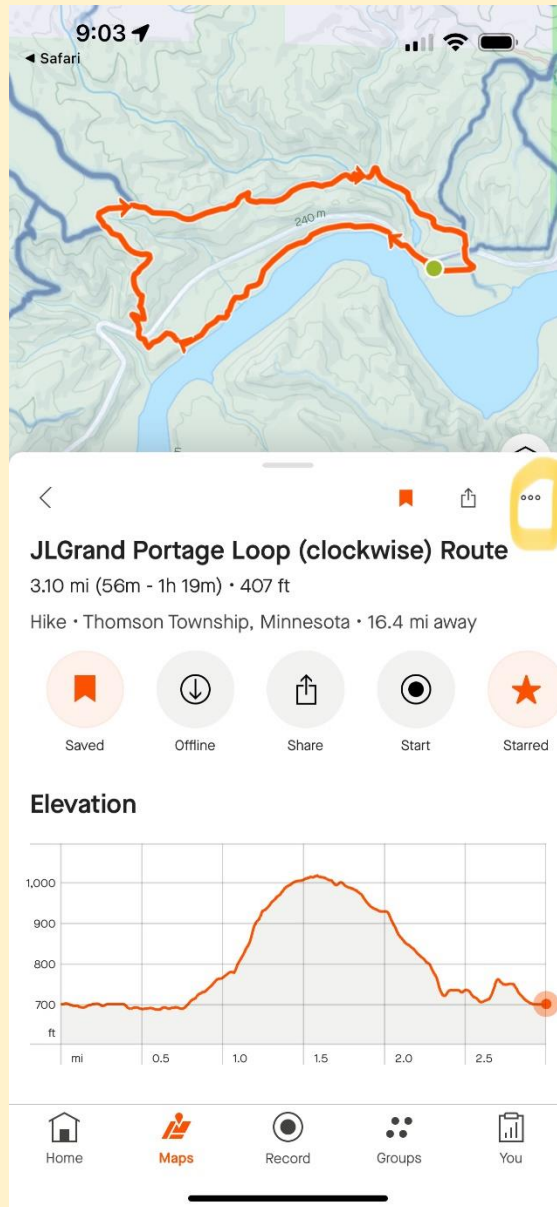 9:03
◄ Safari
240 m
JLGrand Portage Loop (clockwise) Route
3.10 mi (56m - 1h 19m) • 407 ft
Hike • Thomson Township, Minnesota • 16.4 mi away
Saved Offline Share Start Starred
Elevation
1,000
900
800
700
ft
mi 0.5 1.0 1.5 2.0 2.5
Home Maps Record Groups You